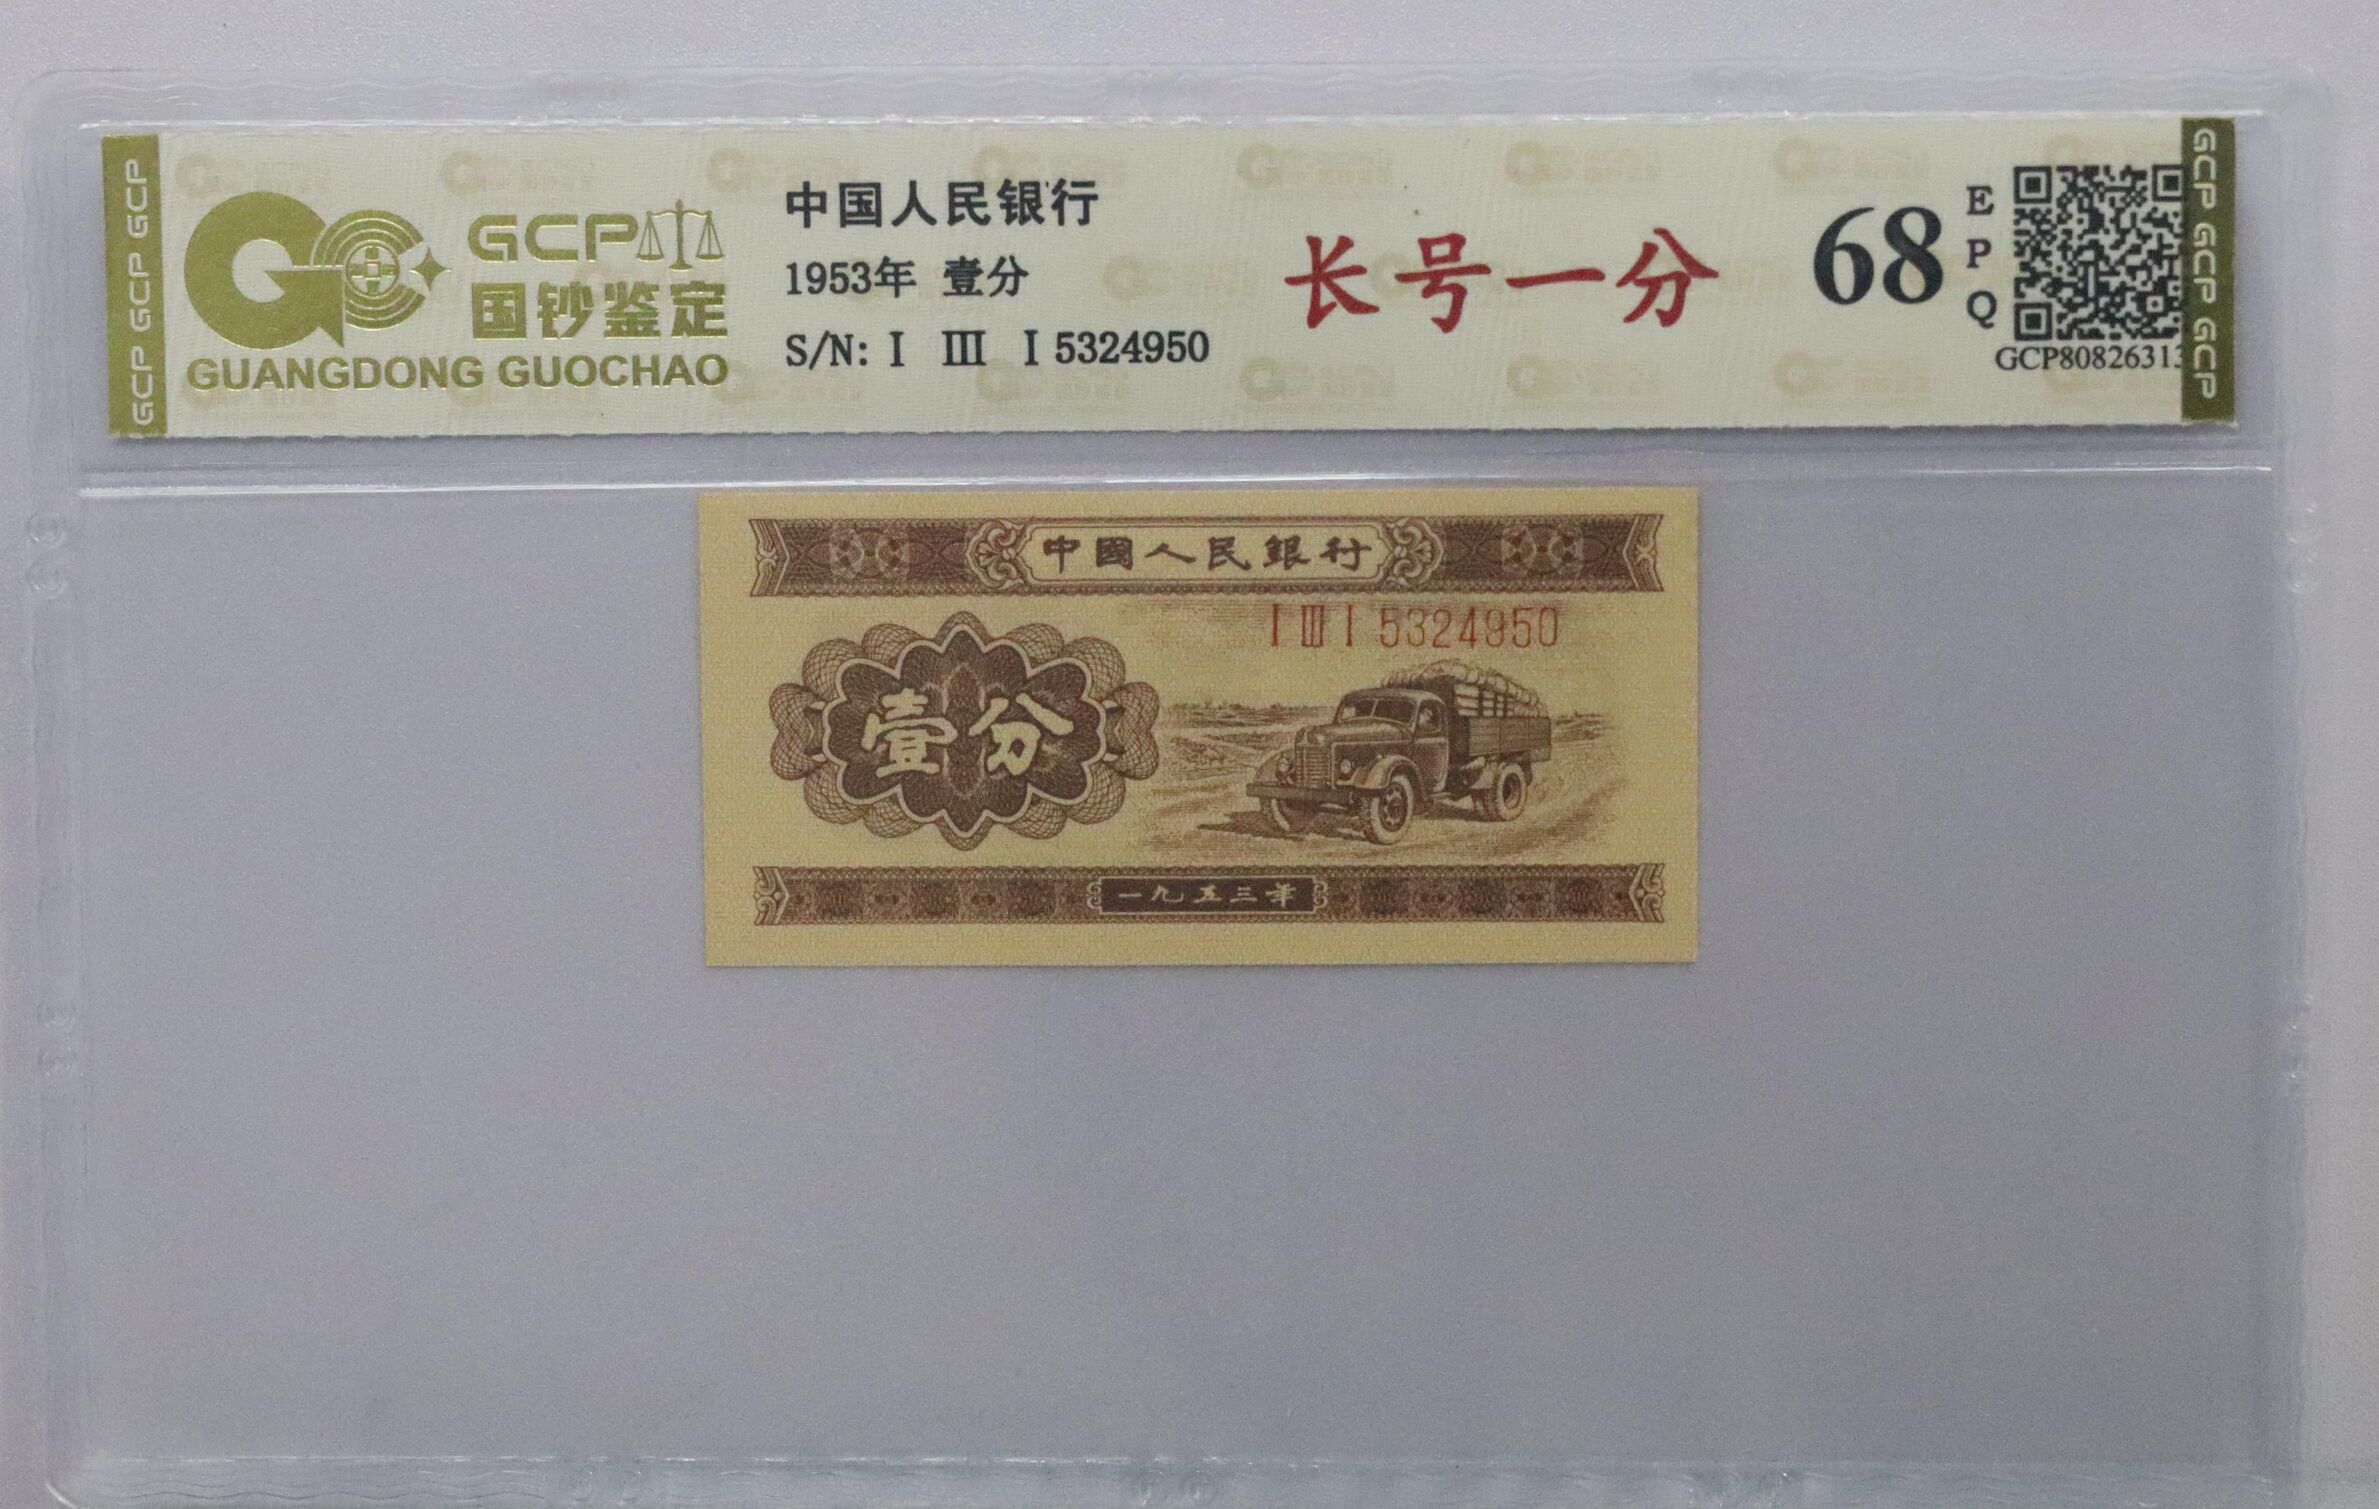 GCP GCP GCP
GCP
国钞鉴定
GUANGDONG GUOCHAO
中国人民银行
1953年 壹分
S/N: I III I 5324950
长号一分
68
E
P
Q
GCP80826313
GCP GCP GCP
中國人民銀行
I III I 5324950
壹分
一九五三年